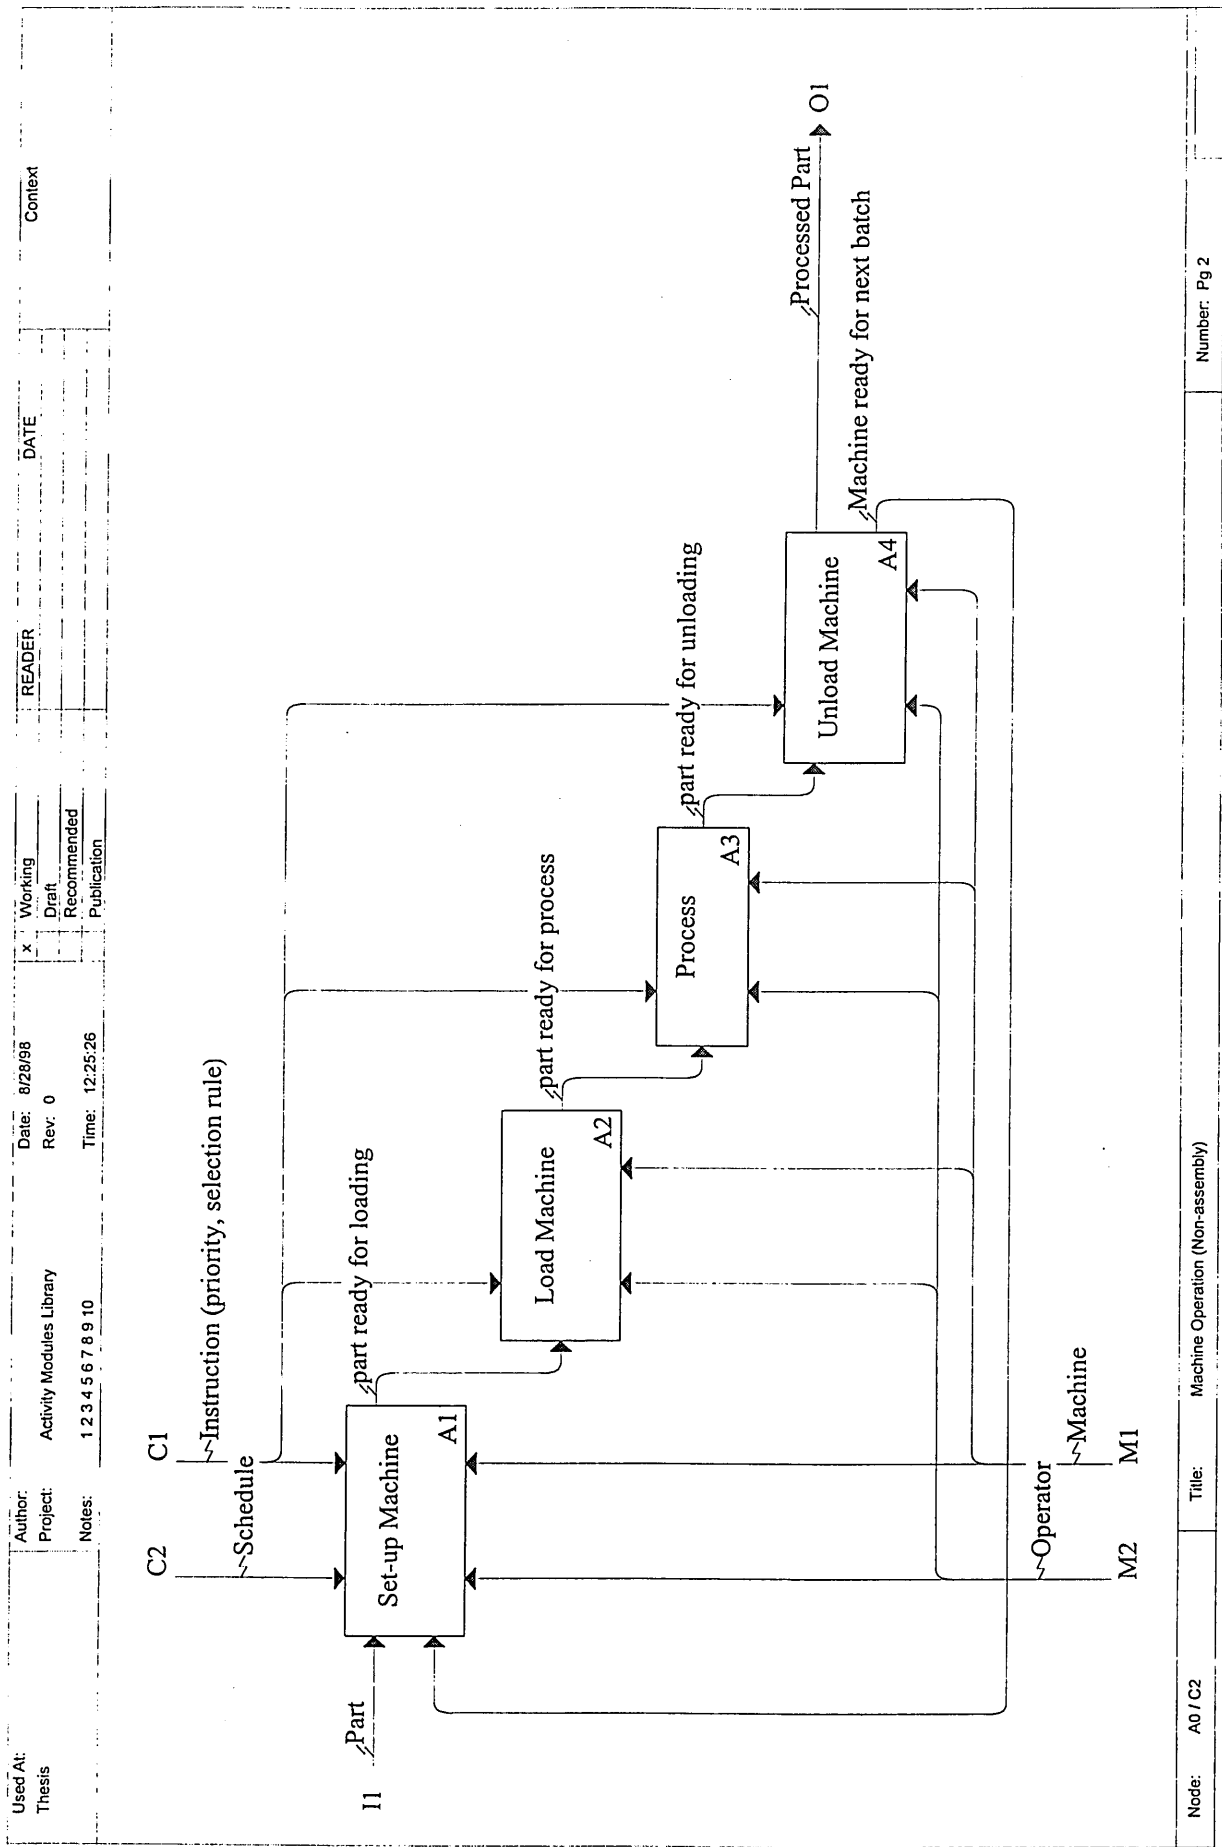 Used At:
Thesis
Author:
Project: Activity Modules Library
Notes: 1 2 3 4 5 6 7 8 9 10
Date: 8/28/98
Rev: 0
Time: 12:25:26
x Working
Draft
Recommended
Publication
READER DATE
Context
C2
C1
Instruction (priority, selection rule)
Schedule
I1
Part
Set-up Machine
A1
part ready for loading
Load Machine
A2
part ready for process
Process
A3
part ready for unloading
Unload Machine
A4
Processed Part
O1
Machine ready for next batch
Operator
Machine
M2
M1
Node: A0 / C2
Title: Machine Operation (Non-assembly)
Number: Pg 2